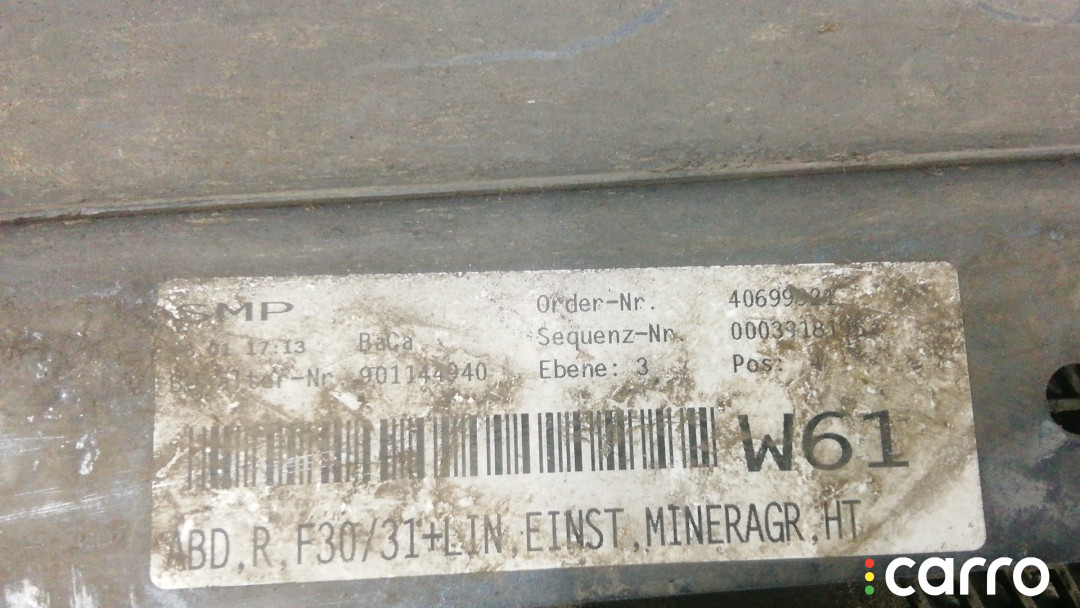 SMP
Order-Nr.
17:13 BaCa Sequenz-Nr.
901144940 Ebene: 3 Pos:
W61
ABD,R,F30/31+LIN,EINST,MINERAGR,HT
carro